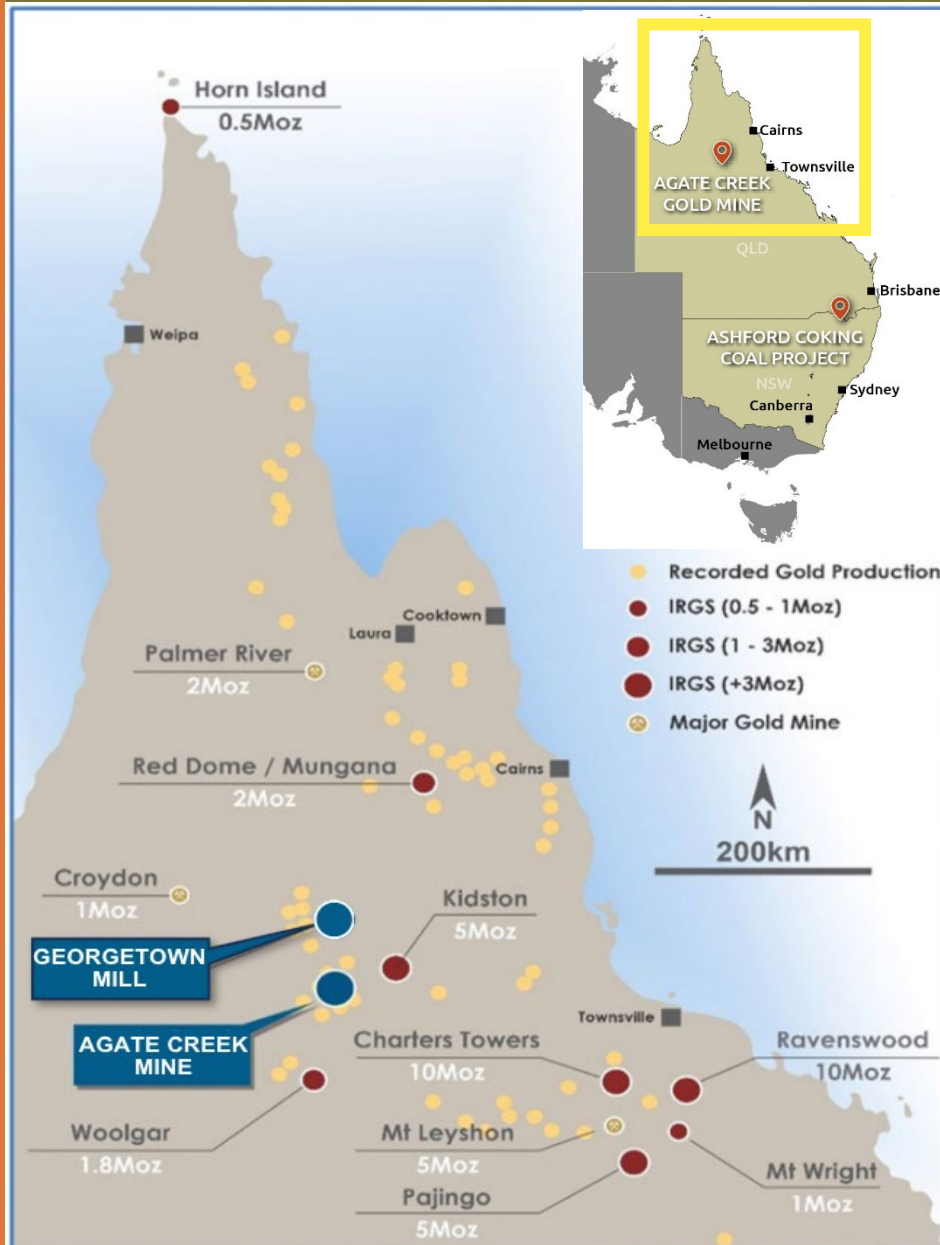 Horn Island
0.5Moz
Cairns
Townsville
AGATE CREEK
GOLD MINE
QLD
Brisbane
ASHFORD COKING
COAL PROJECT
NSW
Sydney
Canberra
Melbourne
Weipa
Recorded Gold Production
IRGS (0.5 - 1Moz)
IRGS (1 - 3Moz)
IRGS (+3Moz)
Major Gold Mine
Cooktown
Laura
Palmer River
2Moz
Red Dome / Mungana
2Moz
Cairns
N
200km
Croydon
1Moz
Kidston
5Moz
GEORGETOWN
MILL
AGATE CREEK
MINE
Townsville
Charters Towers
10Moz
Ravenswood
10Moz
Woolgar
1.8Moz
Mt Leyshon
5Moz
Mt Wright
1Moz
Pajingo
5Moz